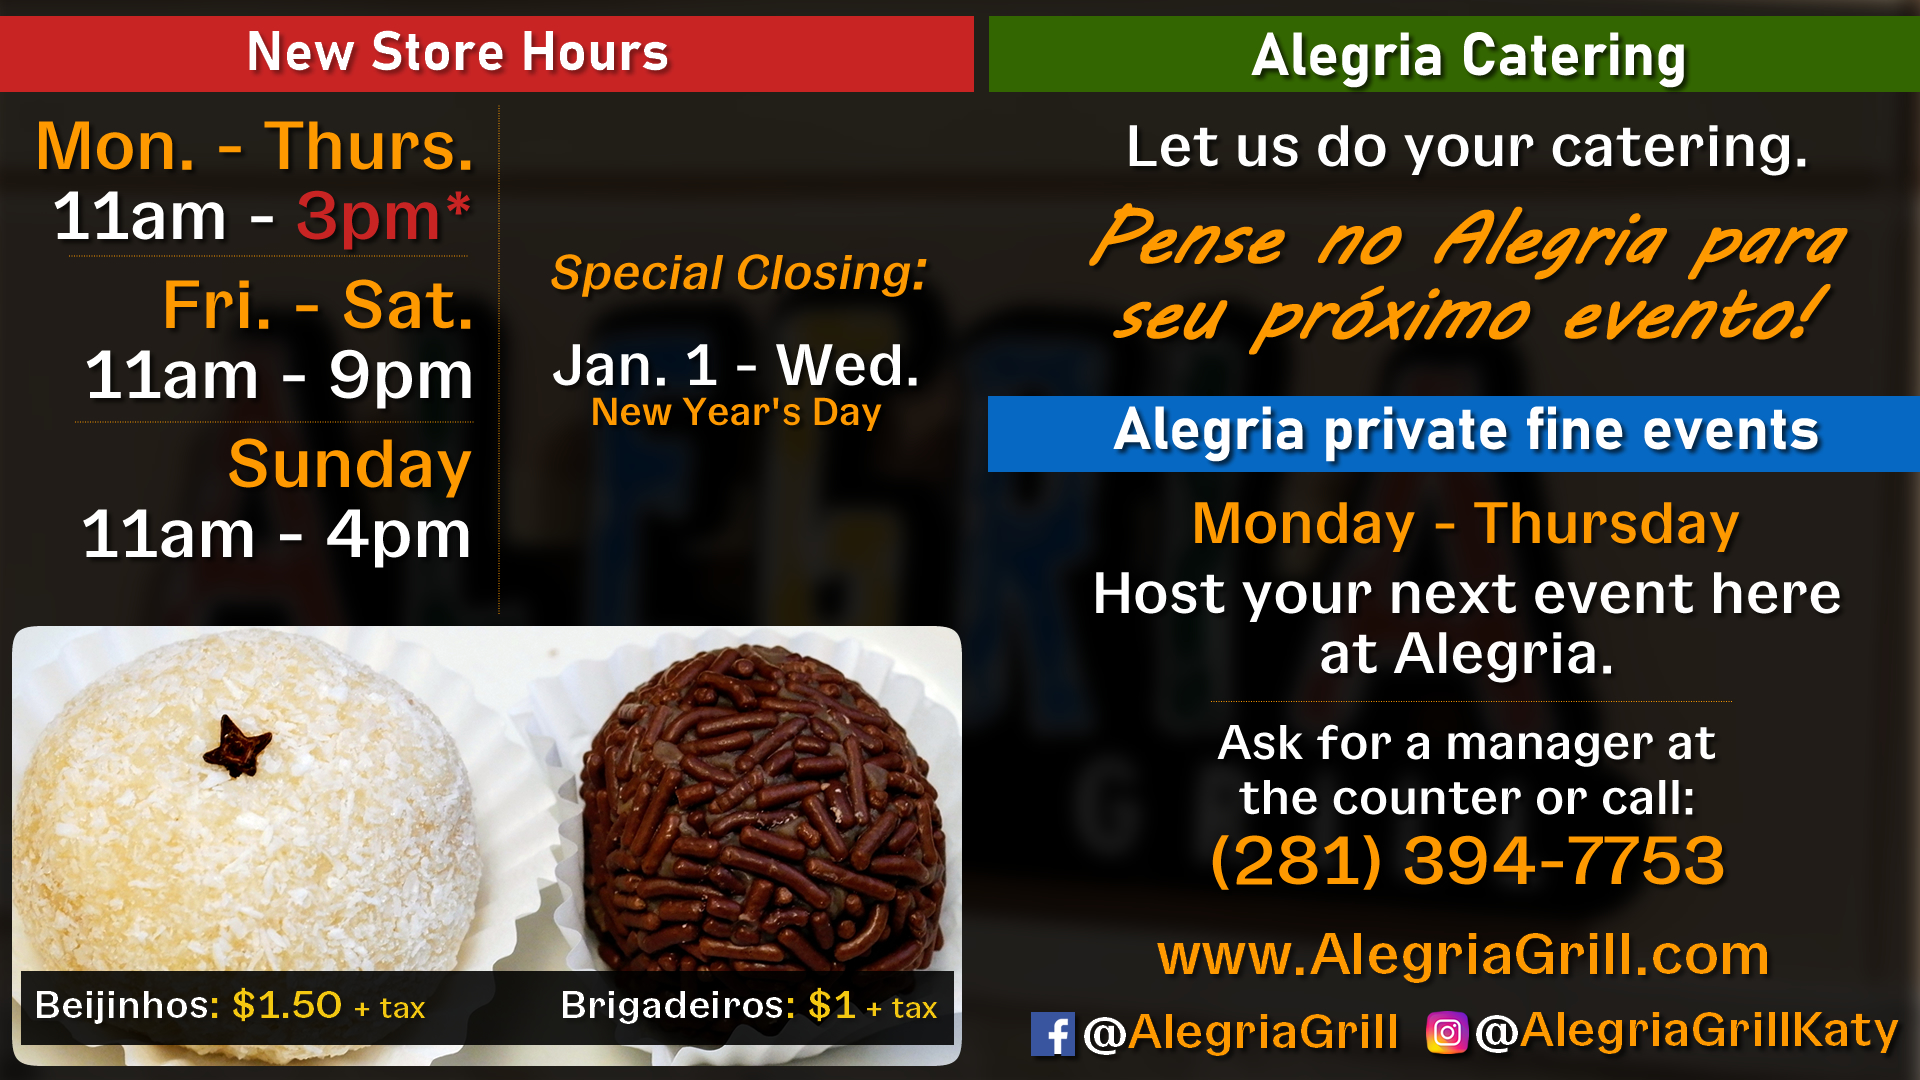 New Store Hours
Mon. - Thurs.
11am - 3pm*
Fri. - Sat.
11am - 9pm
Sunday
11am - 4pm
Special Closing:
Jan. 1 - Wed.
New Year's Day
Beijinhos: $1.50 + tax
Brigadeiros: $1 + tax
Alegria Catering
Let us do your catering.
Pense no Alegria para
seu próximo evento!
Alegria private fine events
Monday - Thursday
Host your next event here
at Alegria.
Ask for a manager at
the counter or call:
(281) 394-7753
www.AlegriaGrill.com
@AlegriaGrill @AlegriaGrillKaty